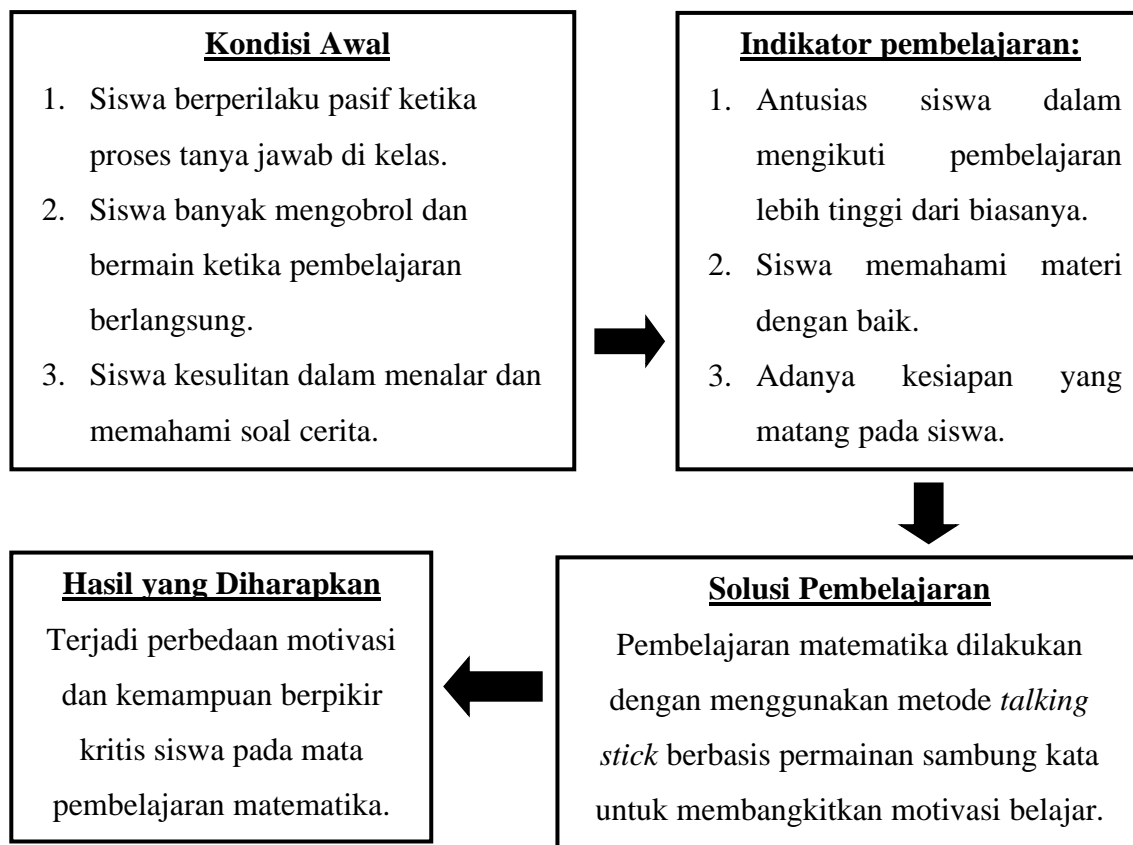 Kondisi Awal
1. Siswa berperilaku pasif ketika
proses tanya jawab di kelas.
2. Siswa banyak mengobrol dan
bermain ketika pembelajaran
berlangsung.
3. Siswa kesulitan dalam menalar dan
memahami soal cerita.
Indikator pembelajaran:
1. Antusias siswa dalam
mengikuti pembelajaran
lebih tinggi dari biasanya.
2. Siswa memahami materi
dengan baik.
3. Adanya kesiapan yang
matang pada siswa.
Solusi Pembelajaran
Pembelajaran matematika dilakukan
dengan menggunakan metode talking
stick berbasis permainan sambung kata
untuk membangkitkan motivasi belajar.
Hasil yang Diharapkan
Terjadi perbedaan motivasi
dan kemampuan berpikir
kritis siswa pada mata
pembelajaran matematika.